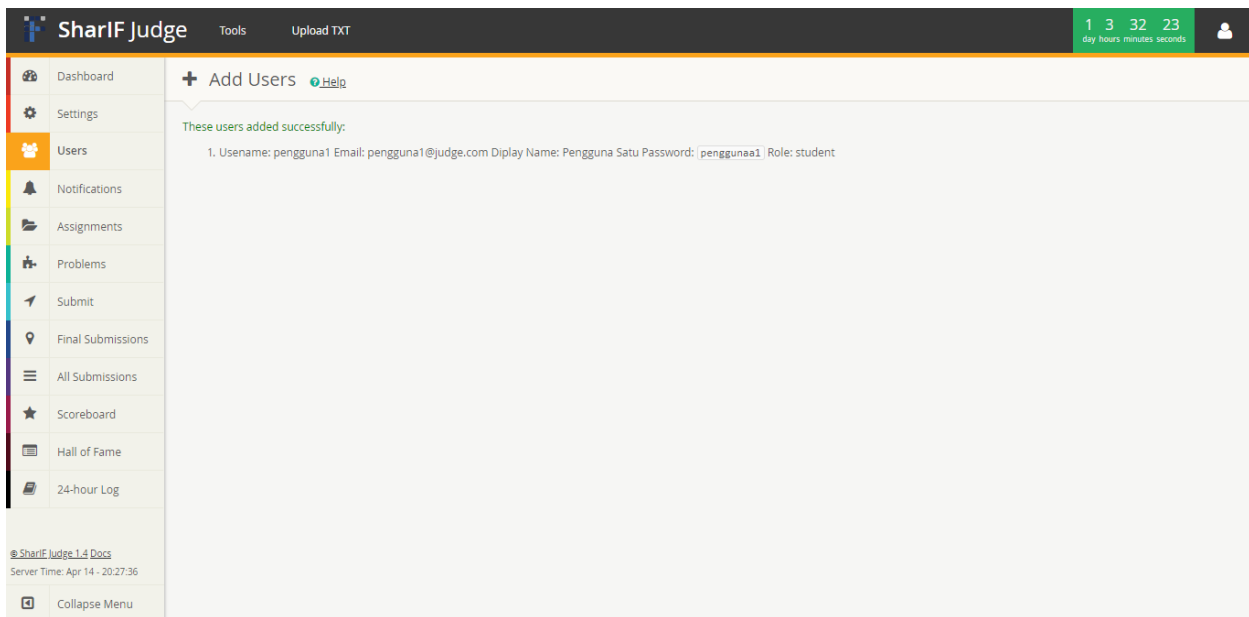 SharIF Judge Tools Upload TXT 1 3 32 23
day hours minutes seconds
Dashboard
Add Users Help
Settings
These users added successfully:
Users
1. Usename: pengguna1 Email: pengguna1@judge.com Diplay Name: Pengguna Satu Password: penggunaa1 Role: student
Notifications
Assignments
Problems
Submit
Final Submissions
All Submissions
Scoreboard
Hall of Fame
24-hour Log
© SharIF Judge 1.4 Docs
Server Time: Apr 14 - 20:27:36
Collapse Menu